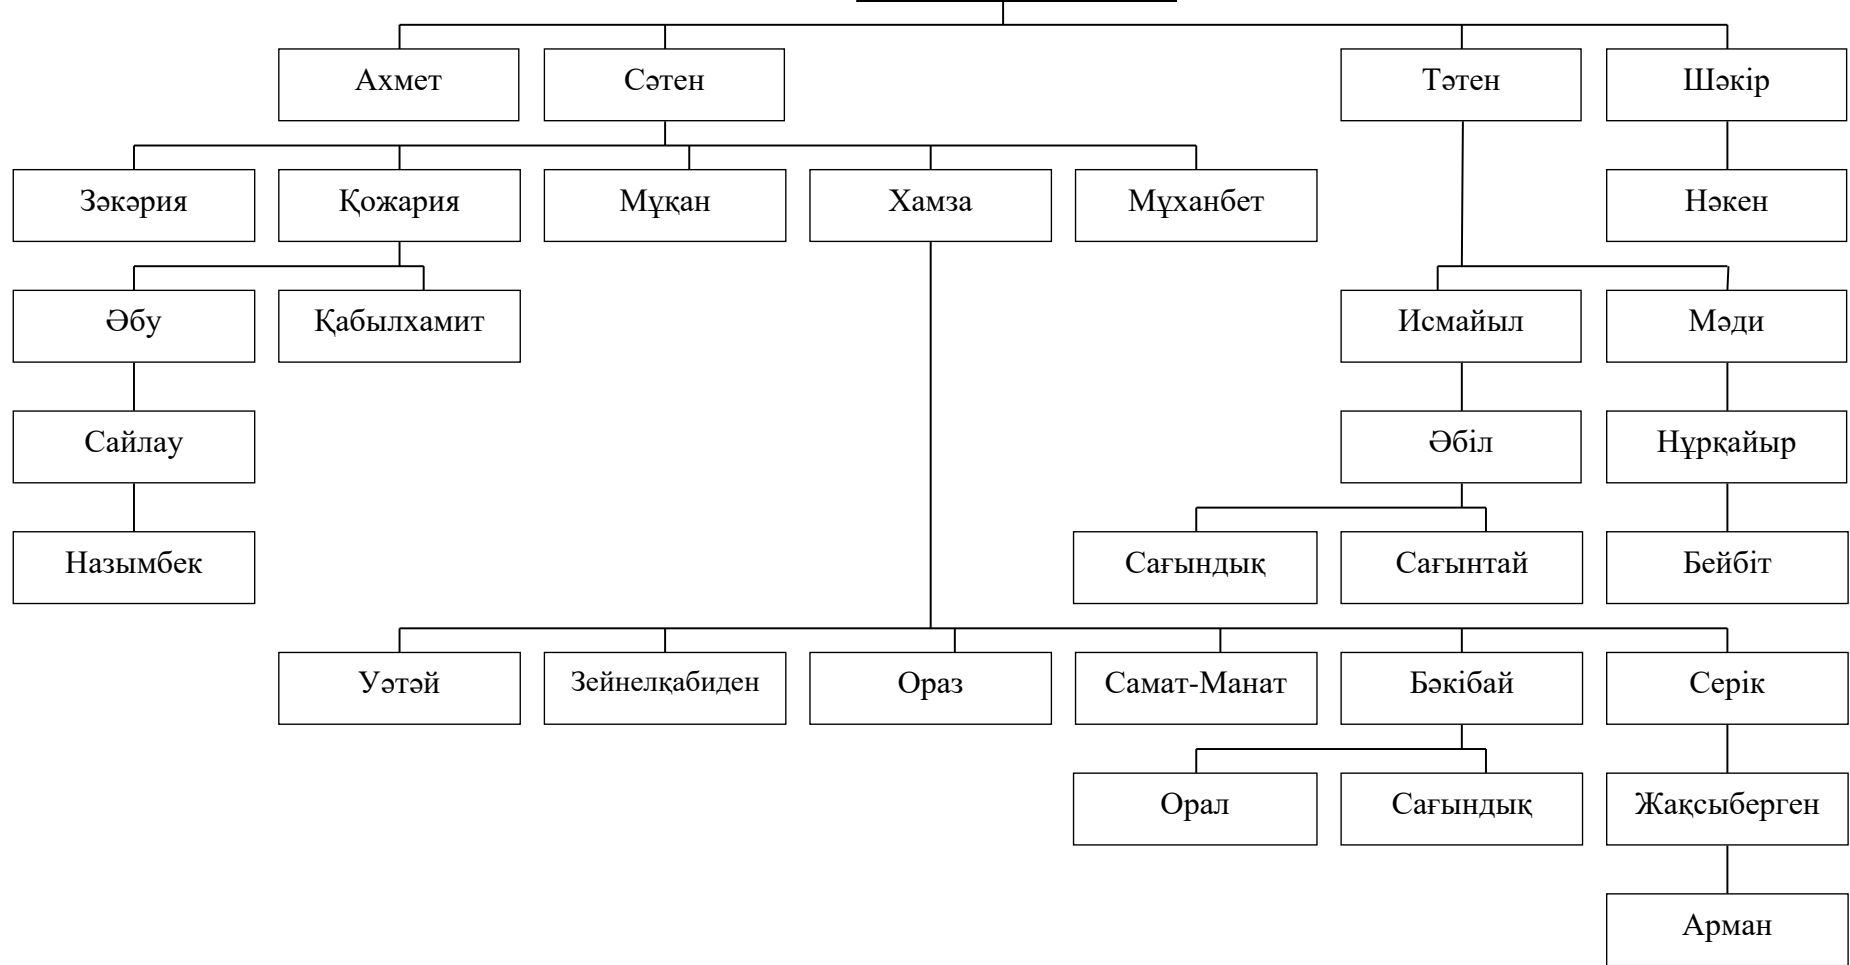 Ахмет Сәтен Тәтен Шәкір
Зәкәрия Қожария Мұқан Хамза Мұханбет Нәкен
Әбу Қабылхамит Исмайыл Мәди
Сайлау Әбіл Нұрқайыр
Назымбек Сағындық Сағынтай Бейбіт
Уәтәй Зейнелқабиден Ораз Самат-Манат Бәкібай Серік
Орал Сағындық Жақсыберген
Арман